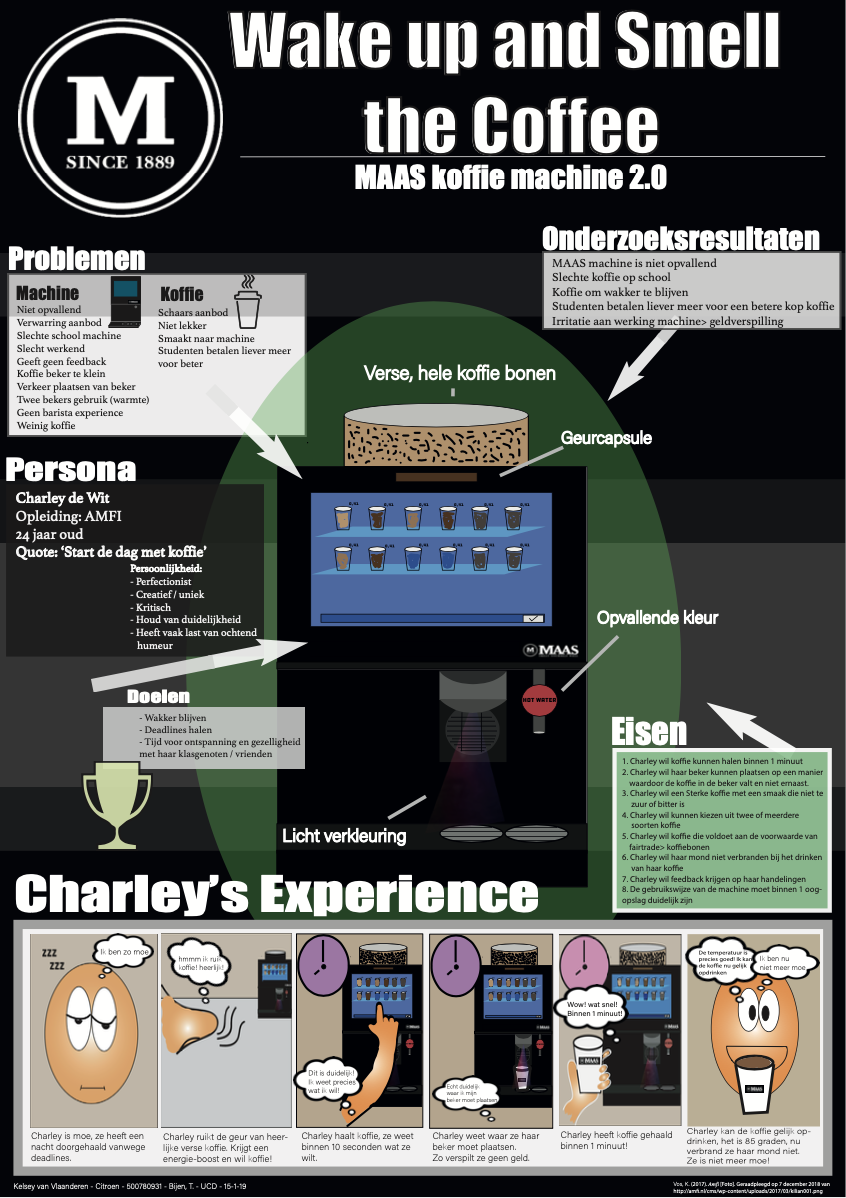 Wake up and Smell
the Coffee
MAAS koffie machine 2.0
M
SINCE 1889
Problemen
Machine
Niet opvallend
Verwarring aanbod
Slechte school machine
Slecht werkend
Geeft geen feedback
Koffie beker te klein
Verkeer plaatsen van beker
Twee bekers gebruik (warmte)
Geen barista experience
Weinig koffie
Koffie
Schaars aanbod
Niet lekker
Smaakt naar machine
Studenten betalen liever meer
voor beter
Onderzoeksresultaten
MAAS machine is niet opvallend
Slechte koffie op school
Koffie om wakker te blijven
Studenten betalen liever meer voor een betere kop koffie
Irritatie aan werking machine> geldverspilling
Verse, hele koffie bonen
Geurcapsule
Persona
Charley de Wit
Opleiding: AMFI
24 jaar oud
Quote: ‘Start de dag met koffie’
Persoonlijkheid:
- Perfectionist
- Creatief / uniek
- Kritisch
- Houd van duidelijkheid
- Heeft vaak last van ochtend
humeur
Opvallende kleur
M MAAS
HOT WATER
Licht verkleuring
Doelen
- Wakker blijven
- Deadlines halen
- Tijd voor ontspanning en gezelligheid
met haar klasgenoten / vrienden
Eisen
1. Charley wil koffie kunnen halen binnen 1 minuut
2. Charley wil haar beker kunnen plaatsen op een manier
waardoor de koffie in de beker valt en niet ernaast.
3. Charley wil een Sterke koffie met een smaak die niet te
zuur of bitter is
4. Charley wil kunnen kiezen uit twee of meerdere
soorten koffie
5. Charley wil koffie die voldoet aan de voorwaarde van
fairtrade> koffiebonen
6. Charley wil haar mond niet verbranden bij het drinken
van haar koffie
7. Charley wil feedback krijgen op haar handelingen
8. De gebruikswijze van de machine moet binnen 1 oog-
opslag duidelijk zijn
Charley’s Experience
ZZZ
ZZZ
Ik ben zo moe
Charley is moe, ze heeft een
nacht doorgehaald vanwege
deadlines.
hmmm ik ruik
koffie! heerlijk!
Charley ruikt de geur van heer-
lijke verse koffie. Krijgt een
energie-boost en wil koffie!
Dit is duidelijk!
Ik weet precies
wat ik wil!
Charley haalt koffie, ze weet
binnen 10 seconden wat ze
wilt.
Echt duidelijk
waar ik mijn
beker moet plaatsen
Charley weet waar ze haar
beker moet plaatsen.
Zo verspilt ze geen geld.
Wow! wat snel!
Binnen 1 minuut!
MAAS
Charley heeft koffie gehaald
binnen 1 minuut!
De temperatuur is
precies goed! Ik kan
de koffie nu gelijk
opdrinken
Ik ben nu
niet meer moe
MAAS
Charley kan de koffie gelijk op-
drinken, het is 85 graden, nu
verbrand ze haar mond niet.
Ze is niet meer moe!
Kelsey van Vlaanderen - Citroen - 500780931 - Bijen, T. - UCD - 15-1-19
Vos, K. (2017). Amfi [Foto]. Geraadpleegd op 7 december 2018 van
http://amfi.nl/cms/wp-content/uploads/2017/03/kilian001.png